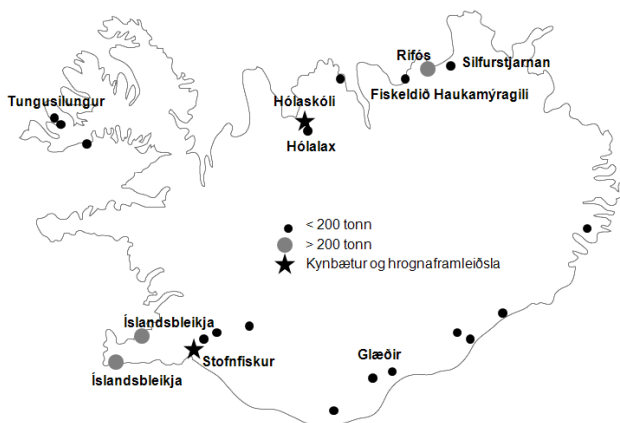 Rifós
Silfurstjarnan
Fiskeldið Haukamýragili
Tungusilungur
Hólaskóli
Hólalax
< 200 tonn
> 200 tonn
Kynbætur og hrognaframleiðsla
Íslandsbleikja
Stofnfiskur
Glæðir
Íslandsbleikja